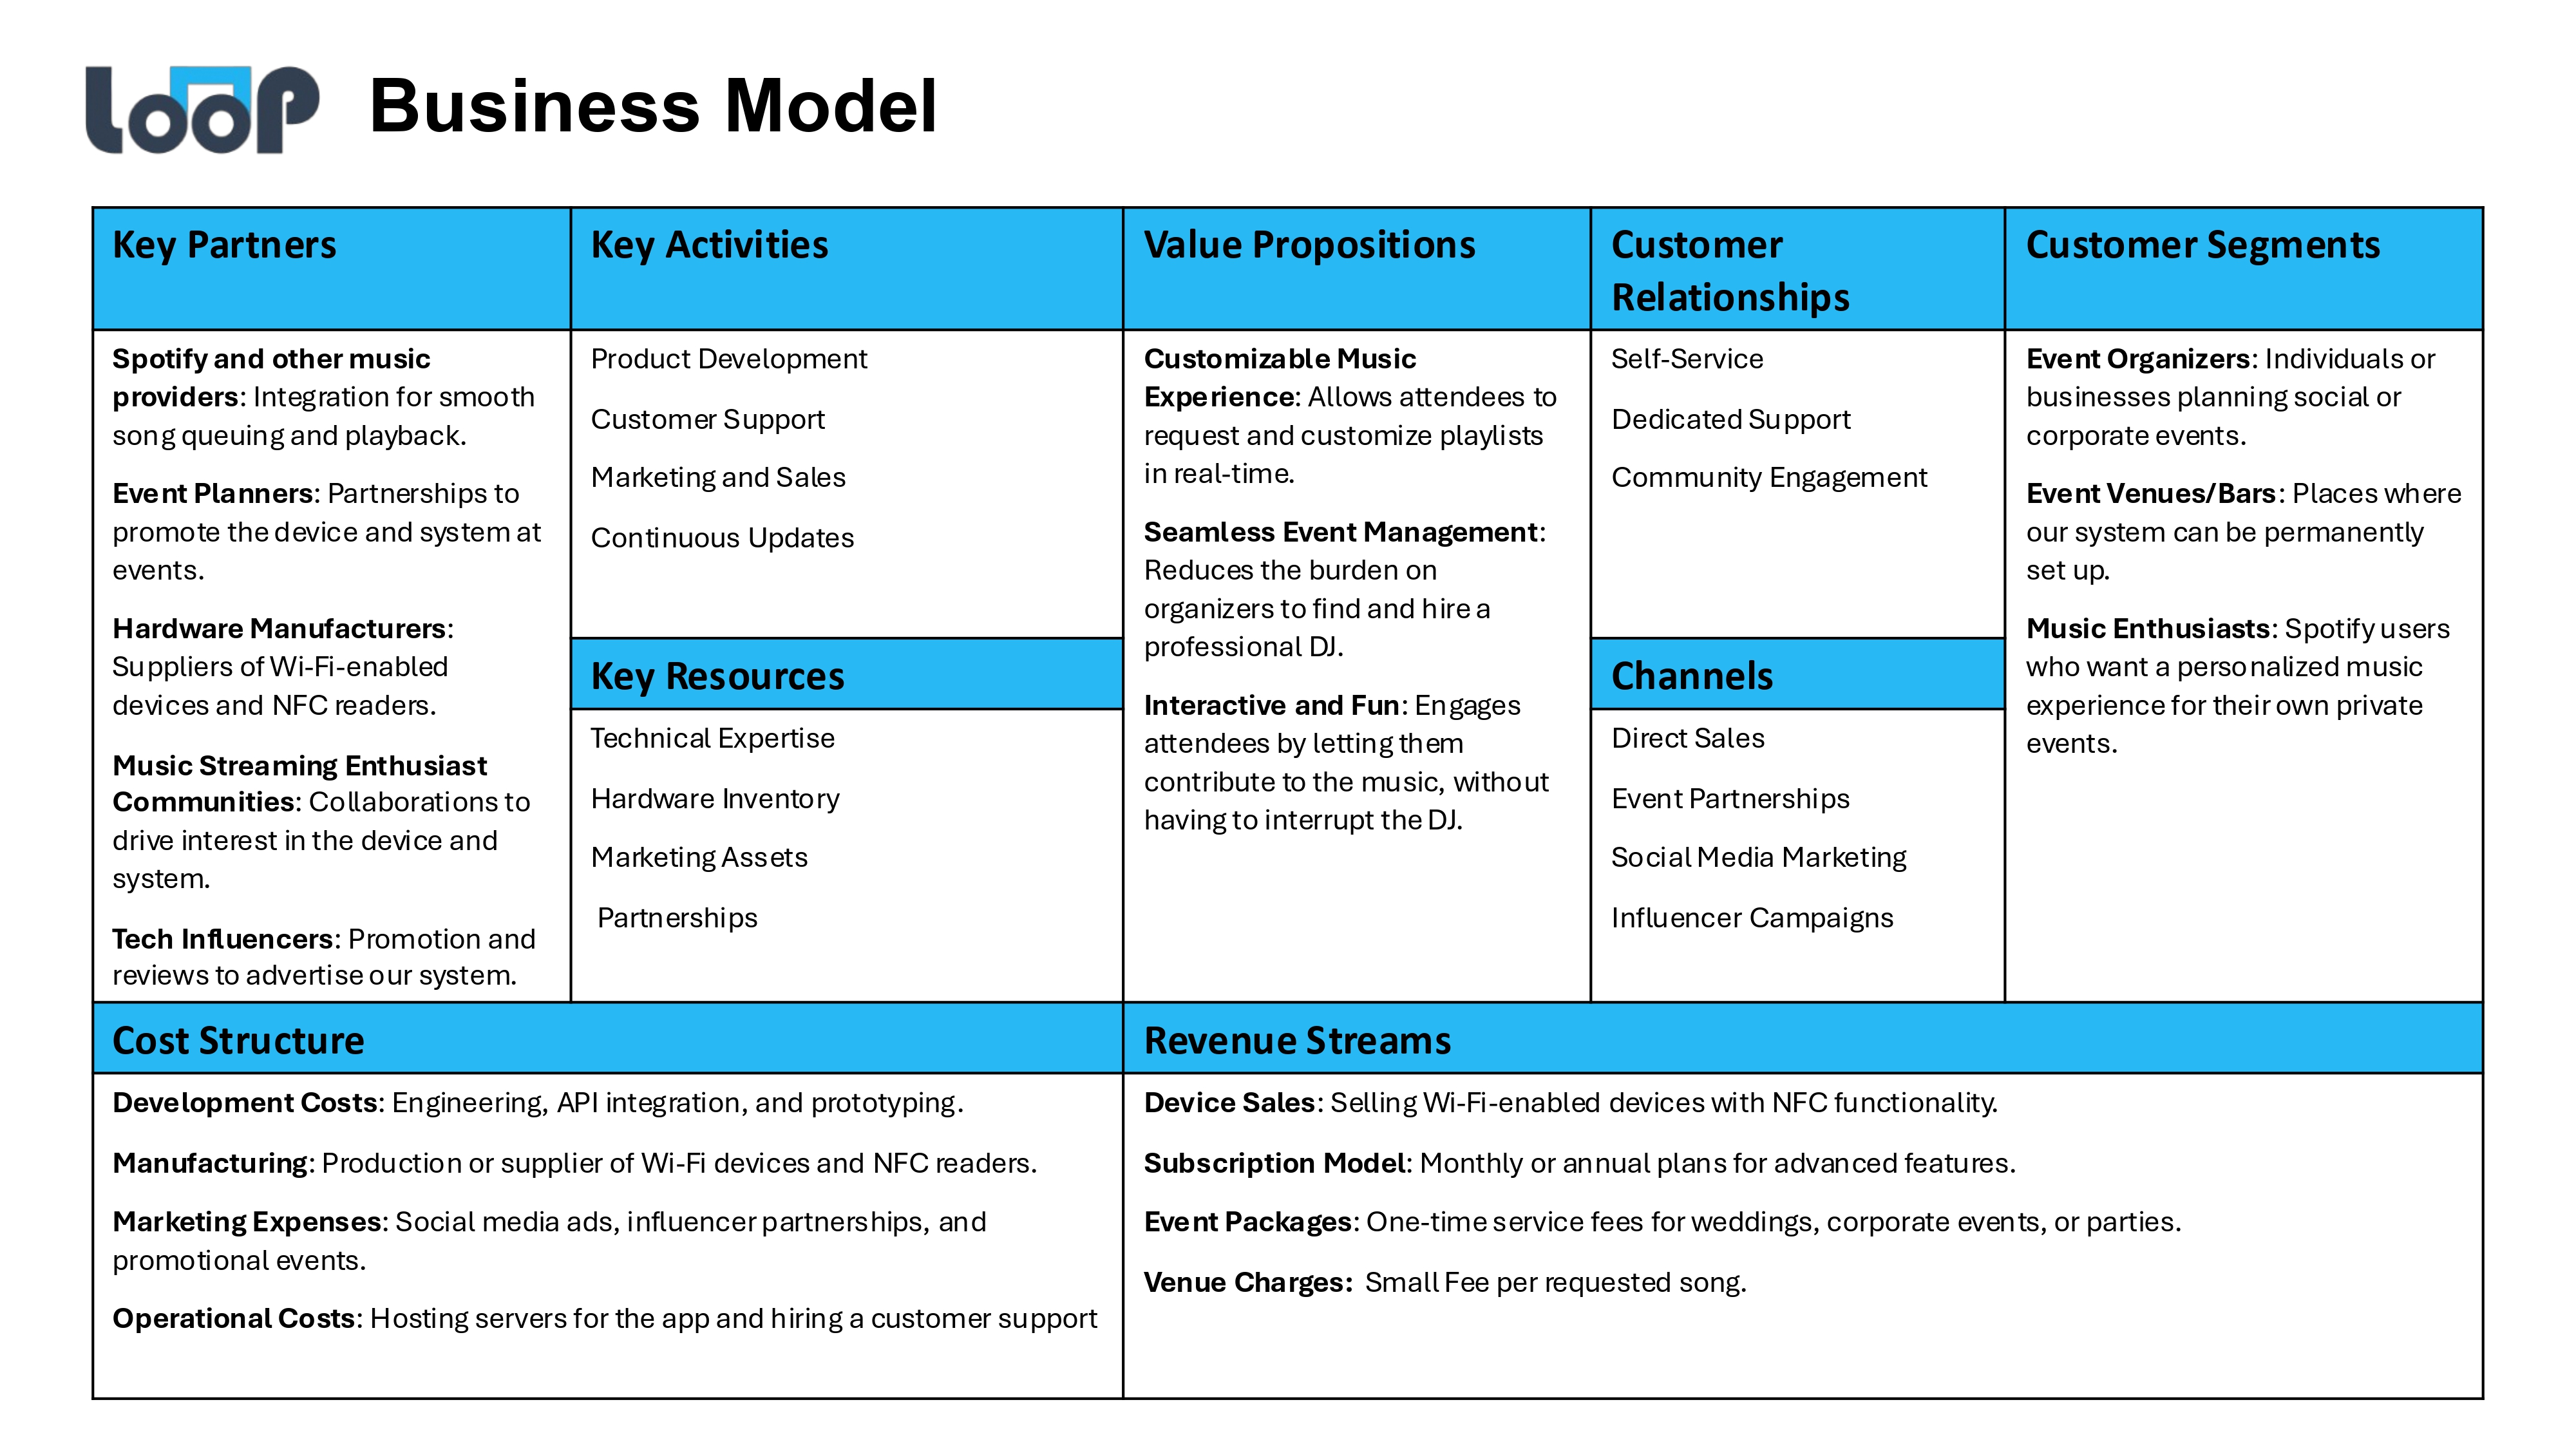 Loop Business Model
Key Partners
Spotify and other music
providers: Integration for smooth
song queuing and playback.
Event Planners: Partnerships to
promote the device and system at
events.
Hardware Manufacturers:
Suppliers of Wi-Fi-enabled
devices and NFC readers.
Music Streaming Enthusiast
Communities: Collaborations to
drive interest in the device and
system.
Tech Influencers: Promotion and
reviews to advertise our system.
Key Activities
Product Development
Customer Support
Marketing and Sales
Continuous Updates
Key Resources
Technical Expertise
Hardware Inventory
Marketing Assets
Partnerships
Value Propositions
Customizable Music
Experience: Allows attendees to
request and customize playlists
in real-time.
Seamless Event Management:
Reduces the burden on
organizers to find and hire a
professional DJ.
Interactive and Fun: Engages
attendees by letting them
contribute to the music, without
having to interrupt the DJ.
Customer
Relationships
Self-Service
Dedicated Support
Community Engagement
Channels
Direct Sales
Event Partnerships
Social Media Marketing
Influencer Campaigns
Customer Segments
Event Organizers: Individuals or
businesses planning social or
corporate events.
Event Venues/Bars: Places where
our system can be permanently
set up.
Music Enthusiasts: Spotify users
who want a personalized music
experience for their own private
events.
Cost Structure
Development Costs: Engineering, API integration, and prototyping.
Manufacturing: Production or supplier of Wi-Fi devices and NFC readers.
Marketing Expenses: Social media ads, influencer partnerships, and
promotional events.
Operational Costs: Hosting servers for the app and hiring a customer support
Revenue Streams
Device Sales: Selling Wi-Fi-enabled devices with NFC functionality.
Subscription Model: Monthly or annual plans for advanced features.
Event Packages: One-time service fees for weddings, corporate events, or parties.
Venue Charges: Small Fee per requested song.